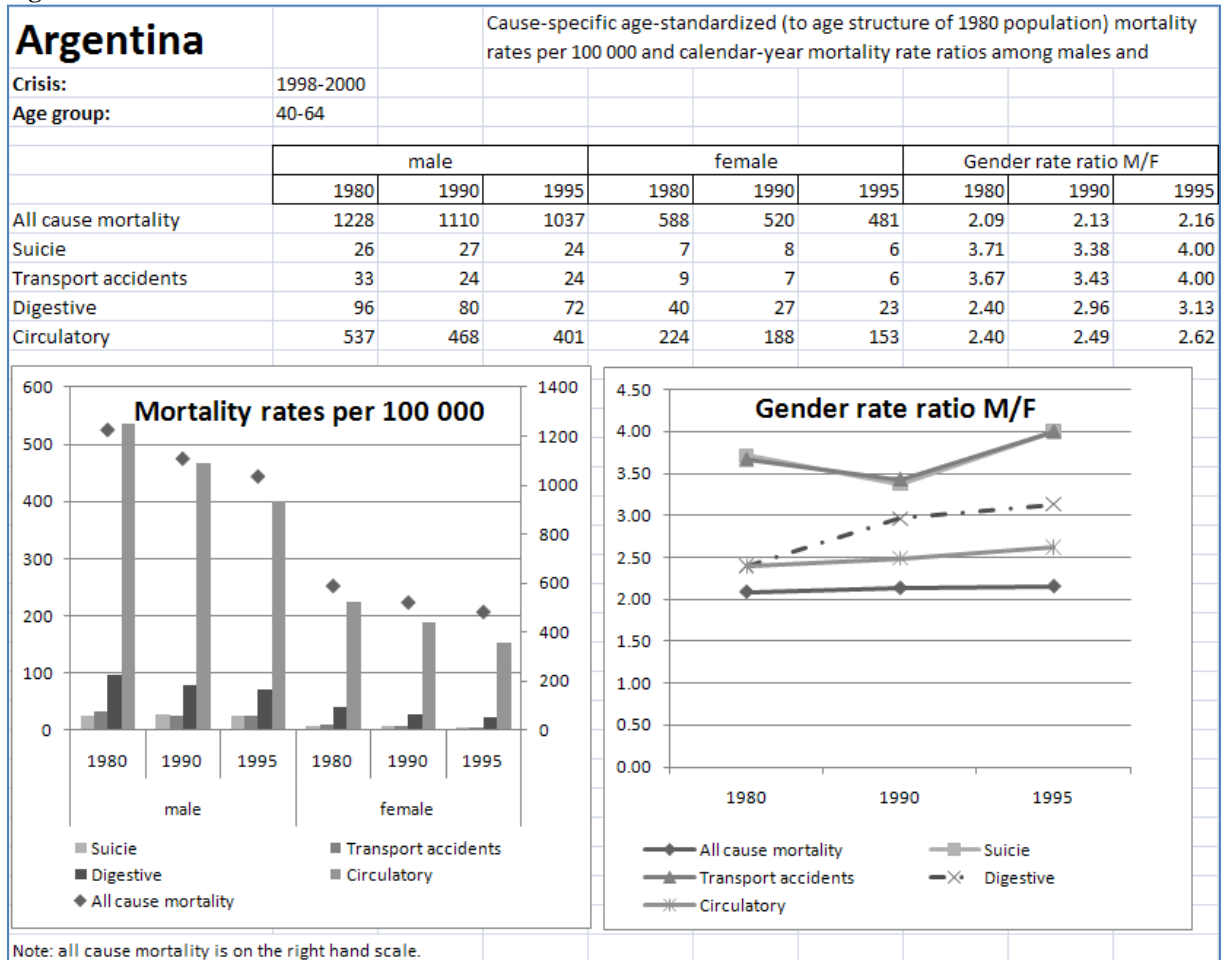 Argentina
Cause-specific age-standardized (to age structure of 1980 population) mortality
rates per 100 000 and calendar-year mortality rate ratios among males and
Crisis: 1998-2000
Age group: 40-64
male female Gender rate ratio M/F
1980 1990 1995 1980 1990 1995 1980 1990 1995
All cause mortality 1228 1110 1037 588 520 481 2.09 2.13 2.16
Suicie 26 27 24 7 8 6 3.71 3.38 4.00
Transport accidents 33 24 24 9 7 6 3.67 3.43 4.00
Digestive 96 80 72 40 27 23 2.40 2.96 3.13
Circulatory 537 468 401 224 188 153 2.40 2.49 2.62
Mortality rates per 100 000
600
500
400
300
200
100
0
1400
1200
1000
800
600
400
200
0
1980 1990 1995 1980 1990 1995
male female
Suicie Transport accidents
Digestive Circulatory
All cause mortality
Gender rate ratio M/F
4.50
4.00
3.50
3.00
2.50
2.00
1.50
1.00
0.50
0.00
1980 1990 1995
All cause mortality Suicie
Transport accidents Digestive
Circulatory
Note: all cause mortality is on the right hand scale.